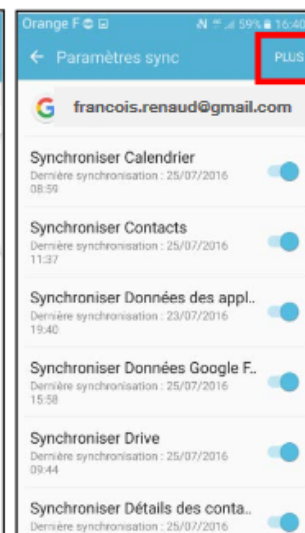 Orange F 59% 16:40
Paramètres sync PLUS
G francois.renaud@gmail.com
Synchroniser Calendrier
Dernière synchronisation : 25/07/2016
08:59
Synchroniser Contacts
Dernière synchronisation : 25/07/2016
11:37
Synchroniser Données des appl..
Dernière synchronisation : 23/07/2016
19:40
Synchroniser Données Google F..
Dernière synchronisation : 25/07/2016
15:58
Synchroniser Drive
Dernière synchronisation : 25/07/2016
09:44
Synchroniser Détails des conta..
Dernière synchronisation : 25/07/2016